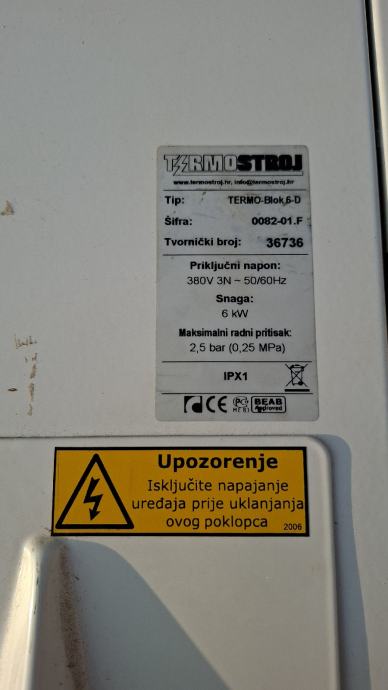 TERMOSTROJ
www.termostroj.hr, info@termostroj.hr
Tip: TERMO-Blok 6-D
Šifra: 0082-01.F
Tvornički broj: 36736
Priključni napon:
380V 3N ~ 50/60Hz
Snaga:
6 kW
Maksimalni radni pritisak:
2,5 bar (0,25 MPa)
IPX1
CE BEAB
Approved
Upozorenje
Isključite napajanje
uređaja prije uklanjanja
ovog poklopca
2006